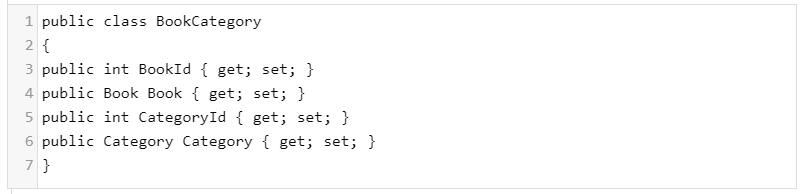 1 public class BookCategory
2 {
3 public int BookId { get; set; }
4 public Book Book { get; set; }
5 public int CategoryId { get; set; }
6 public Category Category { get; set; }
7 }